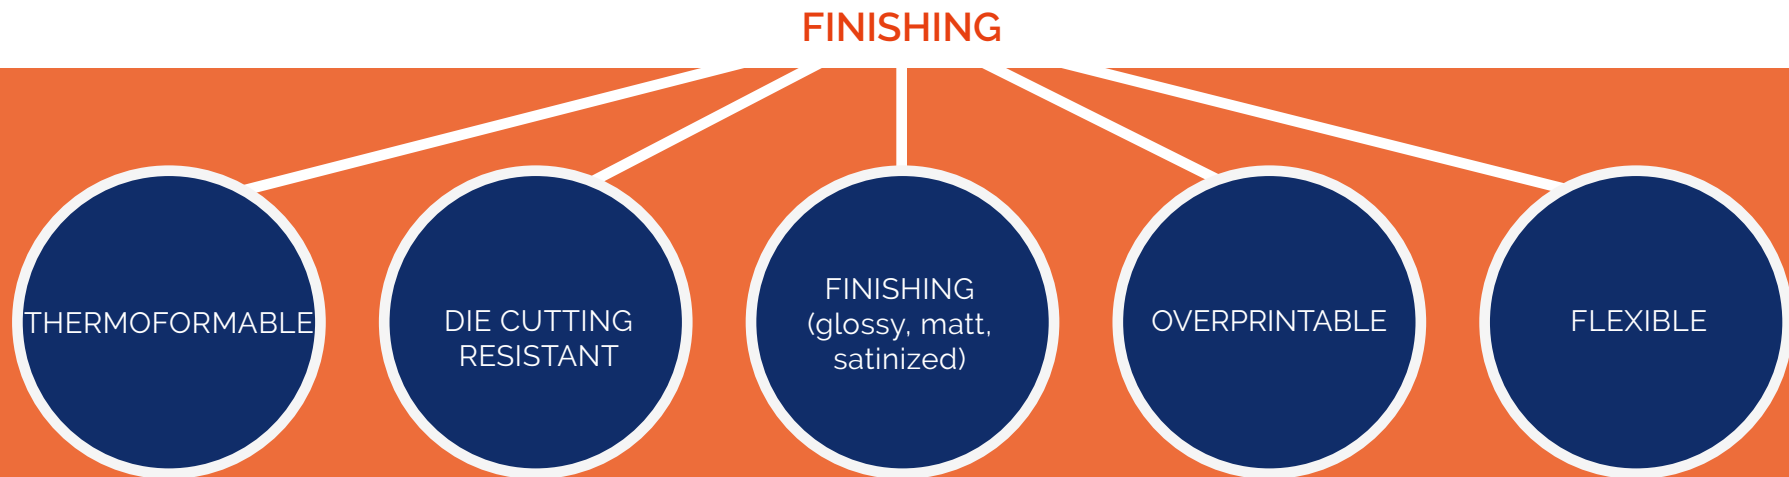 FINISHING
THERMOFORMABLE
DIE CUTTING
RESISTANT
FINISHING
(glossy, matt,
satinized)
OVERPRINTABLE
FLEXIBLE